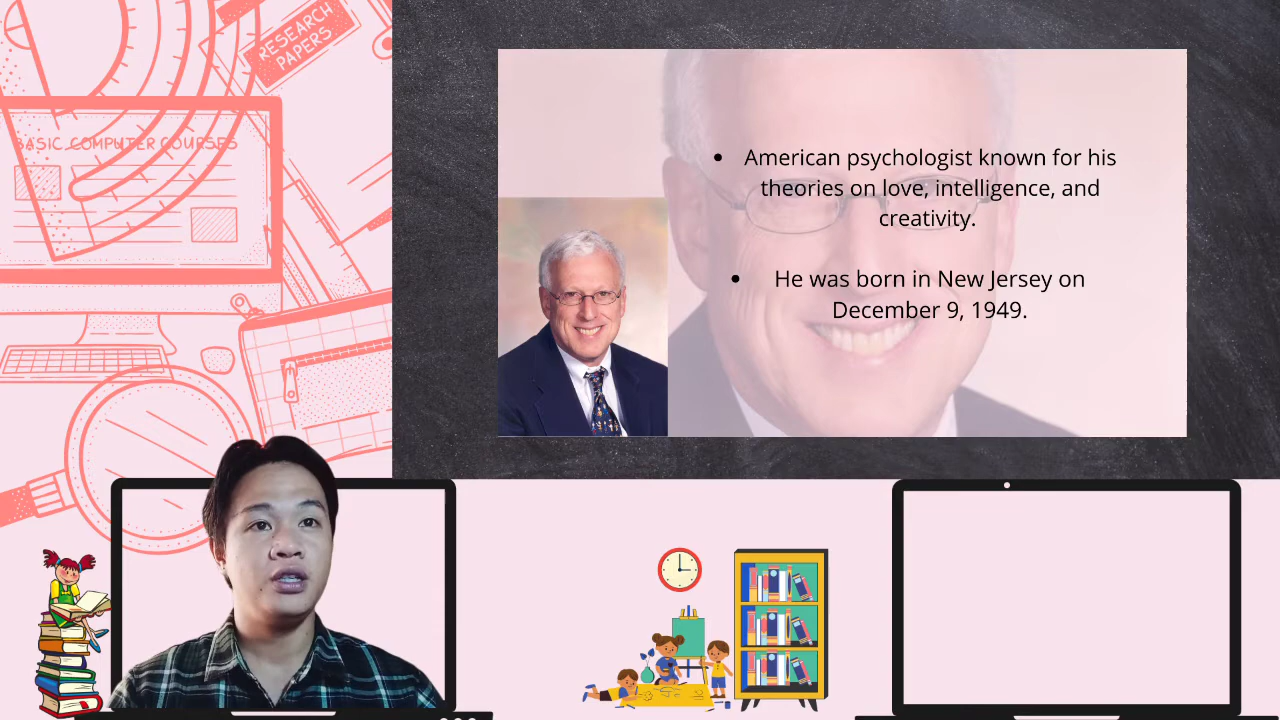 RESEARCH
PAPERS
BASIC COMPUTER COURSES
• American psychologist known for his
theories on love, intelligence, and
creativity.
• He was born in New Jersey on
December 9, 1949.